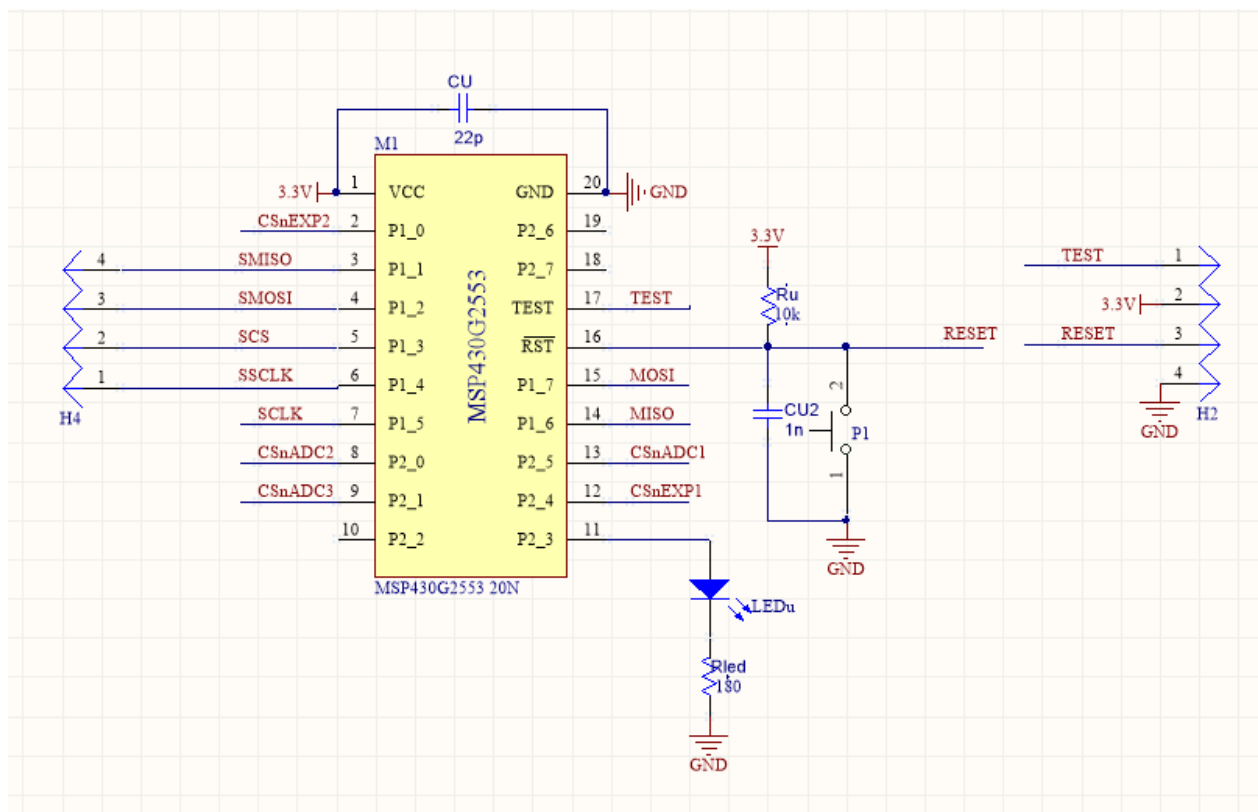 CU
22p
M1
3.3V
1
VCC
GND
20
GND
CSnEXP2
2
P1_0
P2_6
19
4
SMISO
3
P1_1
P2_7
18
3
SMOSI
4
P1_2
TEST
17
TEST
2
SCS
5
P1_3
RST
16
RESET
1
SSCLK
6
P1_4
P1_7
15
MOSI
H4
SCLK
7
P1_5
P1_6
14
MISO
CSnADC2
8
P2_0
P2_5
13
CSnADC1
CSnADC3
9
P2_1
P2_4
12
CSnEXP1
10
P2_2
P2_3
11
MSP430G2553
MSP430G2553 20N
3.3V
Ru
10k
CU2
1n
2
P1
1
GND
LEDu
Rled
180
GND
TEST
1
3.3V
2
RESET
3
4
H2
GND